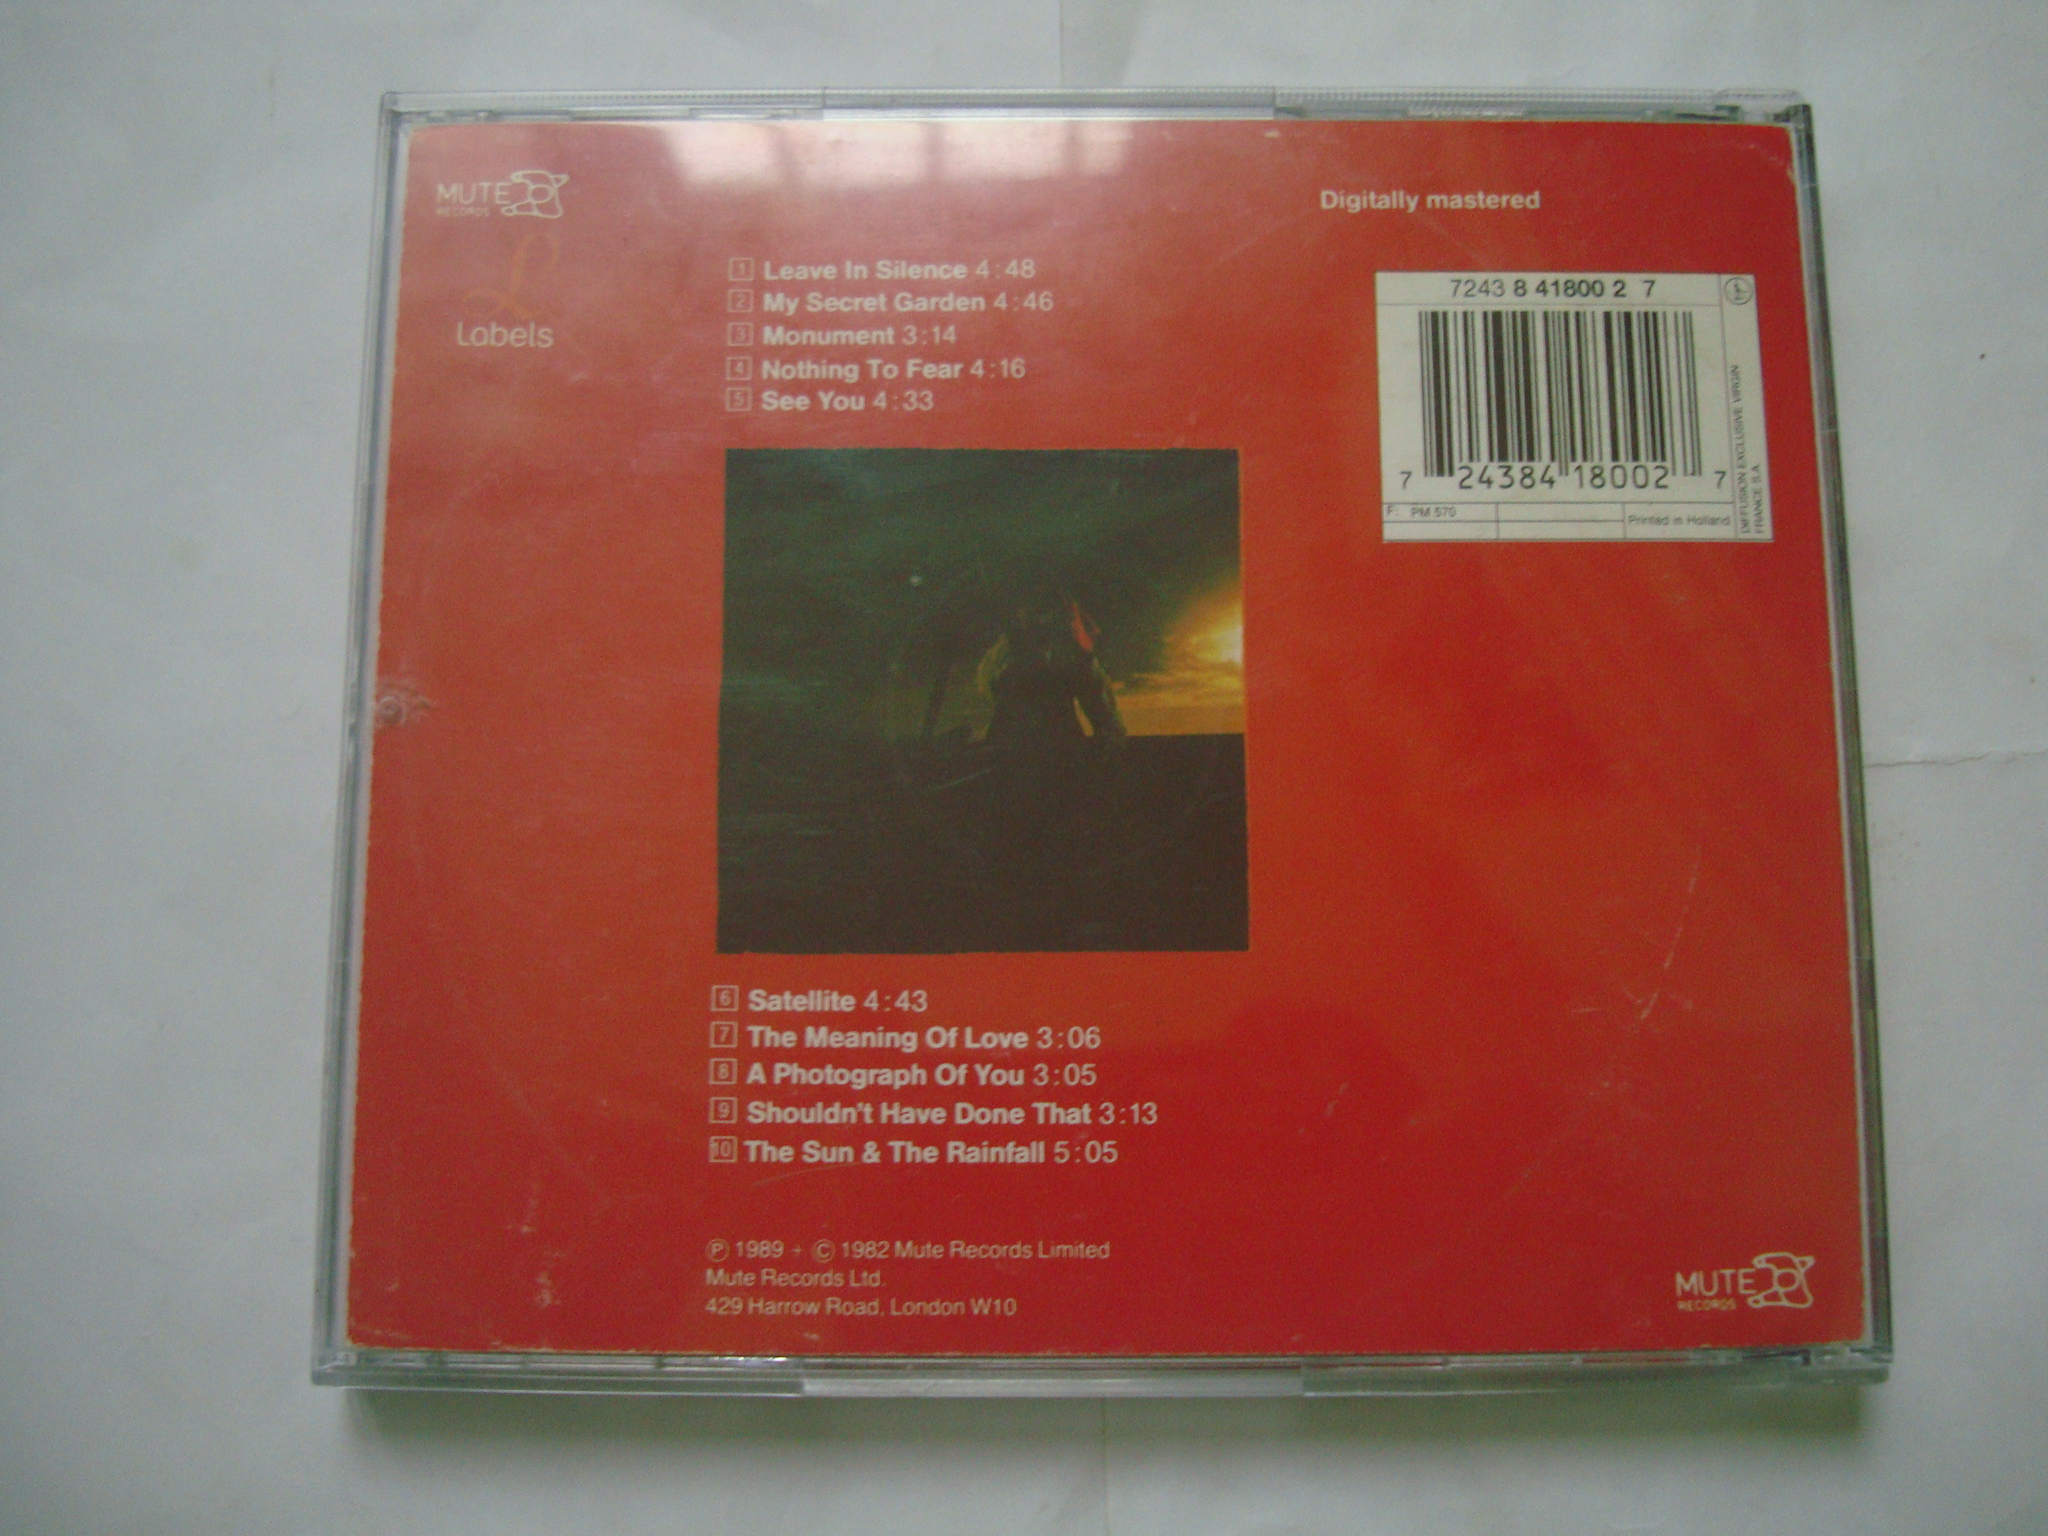 MUTE
RECORDS
Labels
Digitally mastered
1 Leave In Silence 4:48
2 My Secret Garden 4:46
3 Monument 3:14
4 Nothing To Fear 4:16
5 See You 4:33
7243 8 41800 2 7
7 24384 18002 7
F: PM 570
Printed in Holland
DIFFUSION EXCLUSIVE VIRGIN
FRANCE S.A.
6 Satellite 4:43
7 The Meaning Of Love 3:06
8 A Photograph Of You 3:05
9 Shouldn't Have Done That 3:13
10 The Sun & The Rainfall 5:05
℗ 1989 + © 1982 Mute Records Limited
Mute Records Ltd.
429 Harrow Road, London W10
MUTE
RECORDS